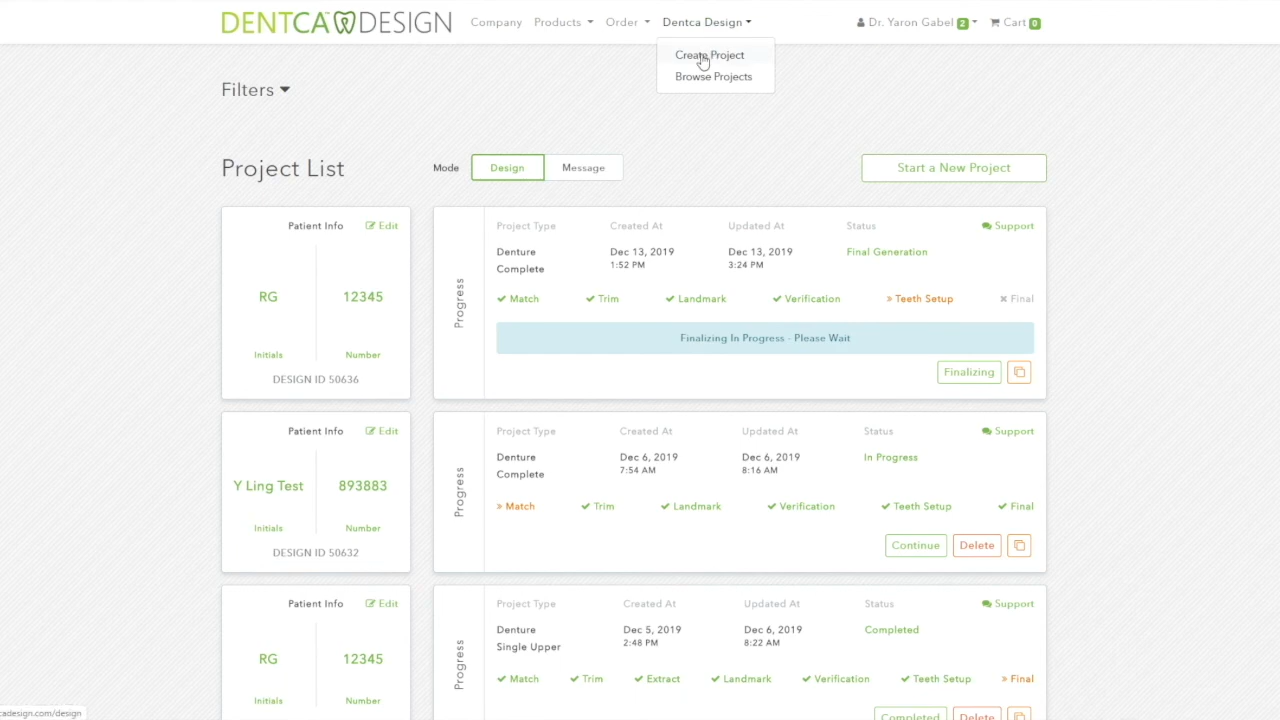 DENTCA DESIGN Company Products Order Dentca Design Dr. Yaron Gabel 2 Cart 0
Create Project
Browse Projects
Filters
Project List Mode Design Message Start a New Project
Patient Info Edit
RG 12345
Initials Number
DESIGN ID 50636
Progress
Project Type Created At Updated At Status Support
Denture Dec 13, 2019 Dec 13, 2019 Final Generation
Complete 1:52 PM 3:24 PM
Match Trim Landmark Verification Teeth Setup Final
Finalizing In Progress - Please Wait
Finalizing
Patient Info Edit
Y Ling Test 893883
Initials Number
DESIGN ID 50632
Progress
Project Type Created At Updated At Status Support
Denture Dec 6, 2019 Dec 6, 2019 In Progress
Complete 7:54 AM 8:16 AM
Match Trim Landmark Verification Teeth Setup Final
Continue Delete
Patient Info Edit
RG 12345
Initials Number
Progress
Project Type Created At Updated At Status Support
Denture Dec 5, 2019 Dec 6, 2019 Completed
Single Upper 2:48 PM 8:22 AM
Match Trim Extract Landmark Verification Teeth Setup Final
Completed Delete
cadesign.com/design